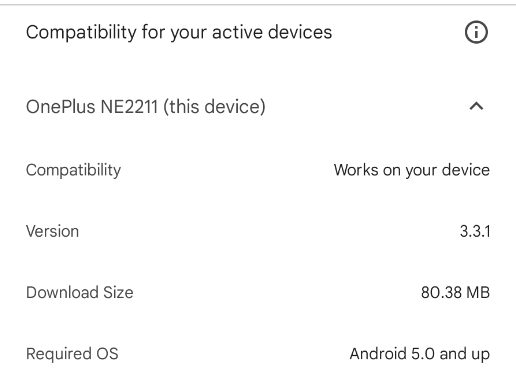 Compatibility for your active devices
OnePlus NE2211 (this device)
Compatibility Works on your device
Version 3.3.1
Download Size 80.38 MB
Required OS Android 5.0 and up